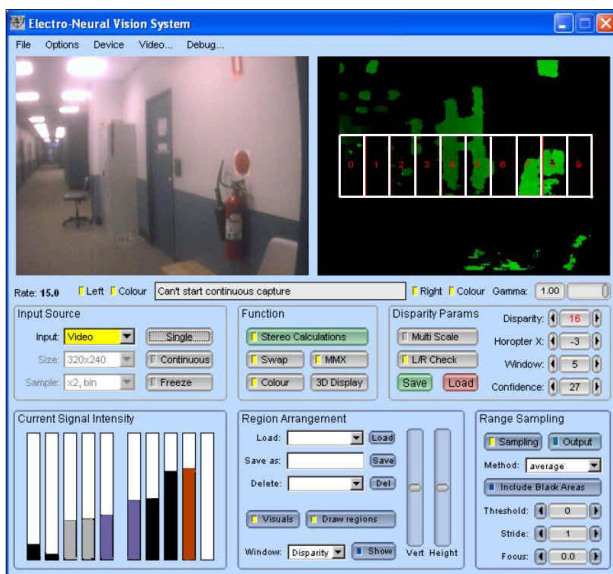 Electro-Neural Vision System
File Options Device Video... Debug...
0 1 2 3 4 5 6 7 8 9
Rate: 15.0 Left Colour Can't start continuous capture Right Colour Gamma: 1.00
Input Source
Input: Video Single
Size: 320x240 Continuous
Sample: x2, bin Freeze
Function
Stereo Calculations
Swap MMX
Colour 3D Display
Disparity Params
Multi Scale
L/R Check
Save Load
Disparity: 16
Horopter X: -3
Window: 5
Confidence: 27
Current Signal Intensity
Region Arrangement
Load: Load
Save as: Save
Delete: Del
Visuals Draw regions
Window: Disparity Show
Vert Height
Range Sampling
Sampling Output
Method: average
Include Black Areas
Threshold: 0
Stride: 1
Focus: 0.0